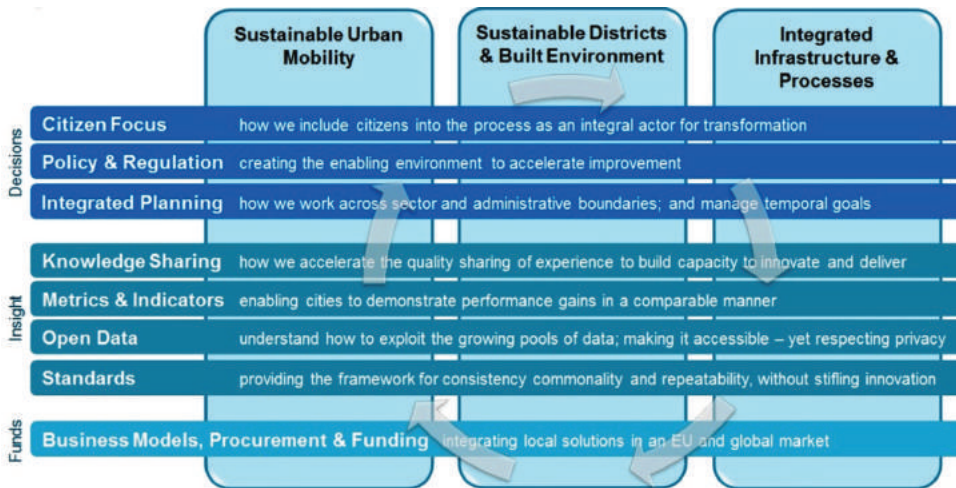 Sustainable Urban
Mobility
Sustainable Districts
& Built Environment
Integrated
Infrastructure &
Processes
Decisions
Citizen Focus how we include citizens into the process as an integral actor for transformation
Policy & Regulation creating the enabling environment to accelerate improvement
Integrated Planning how we work across sector and administrative boundaries; and manage temporal goals
Insight
Knowledge Sharing how we accelerate the quality sharing of experience to build capacity to innovate and deliver
Metrics & Indicators enabling cities to demonstrate performance gains in a comparable manner
Open Data understand how to exploit the growing pools of data; making it accessible – yet respecting privacy
Standards providing the framework for consistency commonality and repeatability, without stifling innovation
Funds
Business Models, Procurement & Funding integrating local solutions in an EU and global market